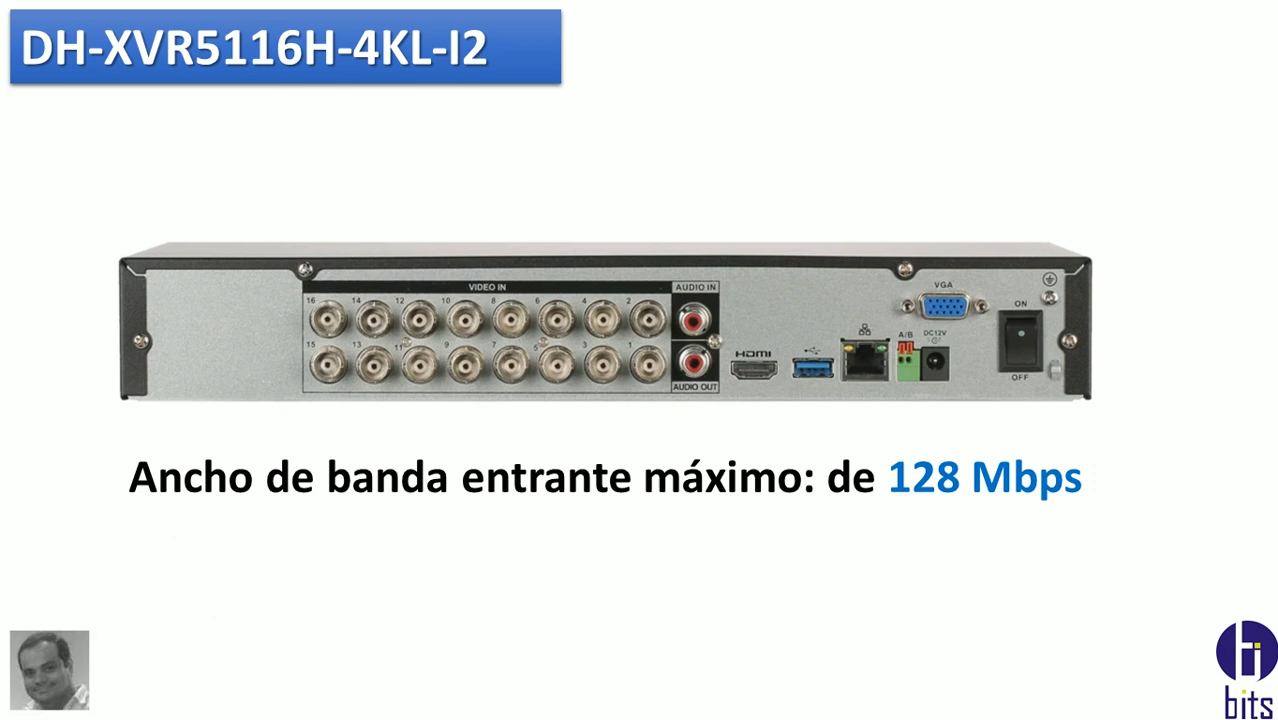 DH-XVR5116H-4KL-I2
VIDEO IN
AUDIO IN
16 14 12 10 8 6 4 2
15 13 11 9 7 5 3 1
AUDIO OUT
HDMI
VGA
A/B
DC12V
ON
OFF
Ancho de banda entrante máximo: de 128 Mbps
bits